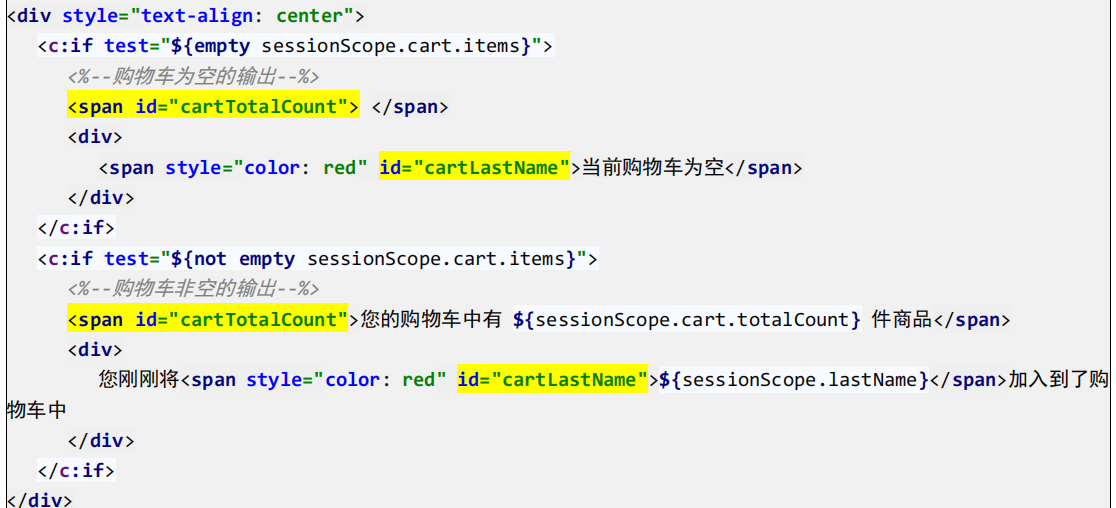 <div style="text-align: center">
<c:if test="${empty sessionScope.cart.items}">
<%--购物车为空的输出--%>
<span id="cartTotalCount"> </span>
<div>
<span style="color: red" id="cartLastName">当前购物车为空</span>
</div>
</c:if>
<c:if test="${not empty sessionScope.cart.items}">
<%--购物车非空的输出--%>
<span id="cartTotalCount">您的购物车中有 ${sessionScope.cart.totalCount} 件商品</span>
<div>
您刚刚将<span style="color: red" id="cartLastName">${sessionScope.lastName}</span>加入到了购
物车中
</div>
</c:if>
</div>